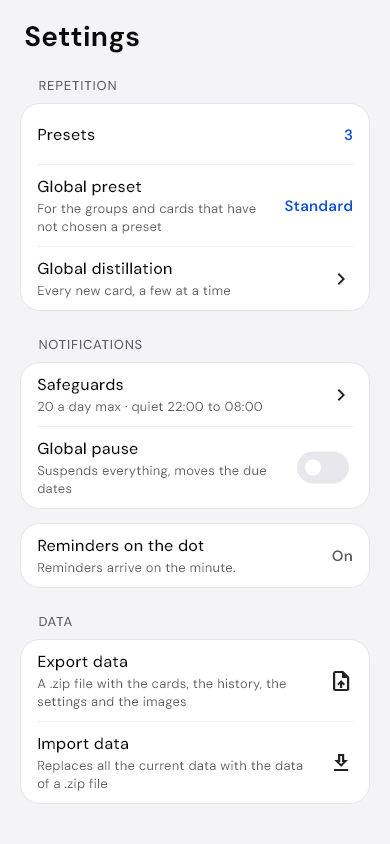 Settings
REPETITION
Presets
3
Global preset
For the groups and cards that have
not chosen a preset
Standard
Global distillation
Every new card, a few at a time
NOTIFICATIONS
Safeguards
20 a day max · quiet 22:00 to 08:00
Global pause
Suspends everything, moves the due
dates
Reminders on the dot
Reminders arrive on the minute.
On
DATA
Export data
A .zip file with the cards, the history, the
settings and the images
Import data
Replaces all the current data with the data
of a .zip file